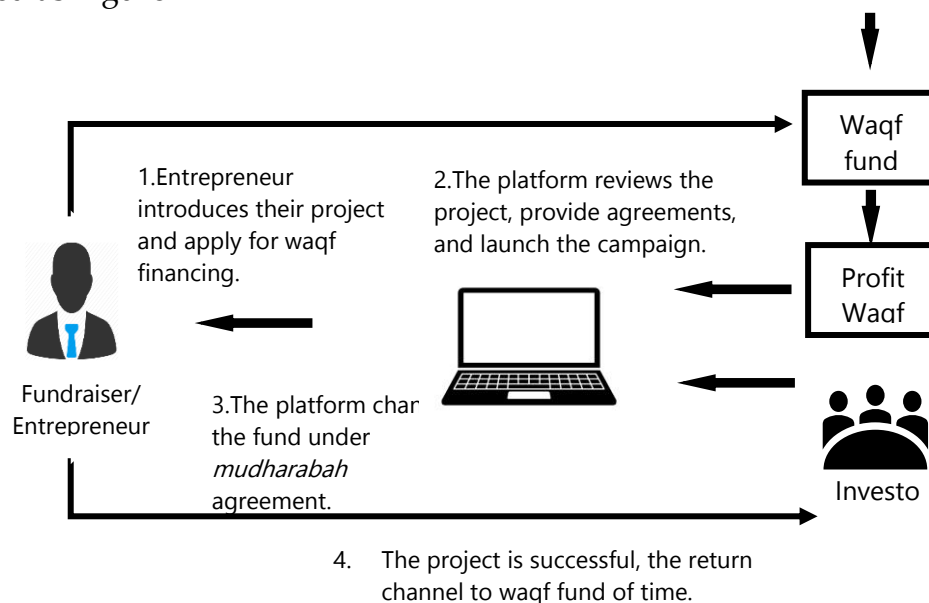 Waqf
fund
1.Entrepreneur
introduces their project
and apply for waqf
financing.
2.The platform reviews the
project, provide agreements,
and launch the campaign.
Profit
Waqf
Fundraiser/
Entrepreneur
3.The platform chan
the fund under
mudharabah
agreement.
Investo
4. The project is successful, the return
channel to waqf fund of time.